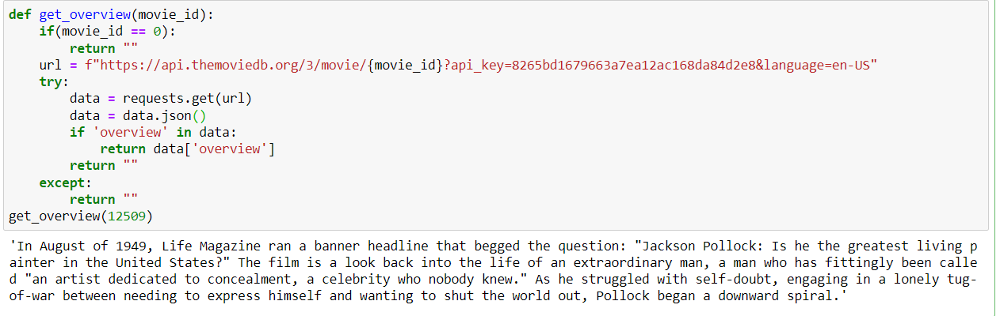 def get_overview(movie_id):
    if(movie_id == 0):
        return ""
    url = f"https://api.themoviedb.org/3/movie/{movie_id}?api_key=8265bd1679663a7ea12ac168da84d2e8&language=en-US"
    try:
        data = requests.get(url)
        data = data.json()
        if 'overview' in data:
            return data['overview']
        return ""
    except:
        return ""
get_overview(12509)
'In August of 1949, Life Magazine ran a banner headline that begged the question: "Jackson Pollock: Is he the greatest living p
ainter in the United States?" The film is a look back into the life of an extraordinary man, a man who has fittingly been calle
d "an artist dedicated to concealment, a celebrity who nobody knew." As he struggled with self-doubt, engaging in a lonely tug-
of-war between needing to express himself and wanting to shut the world out, Pollock began a downward spiral.'